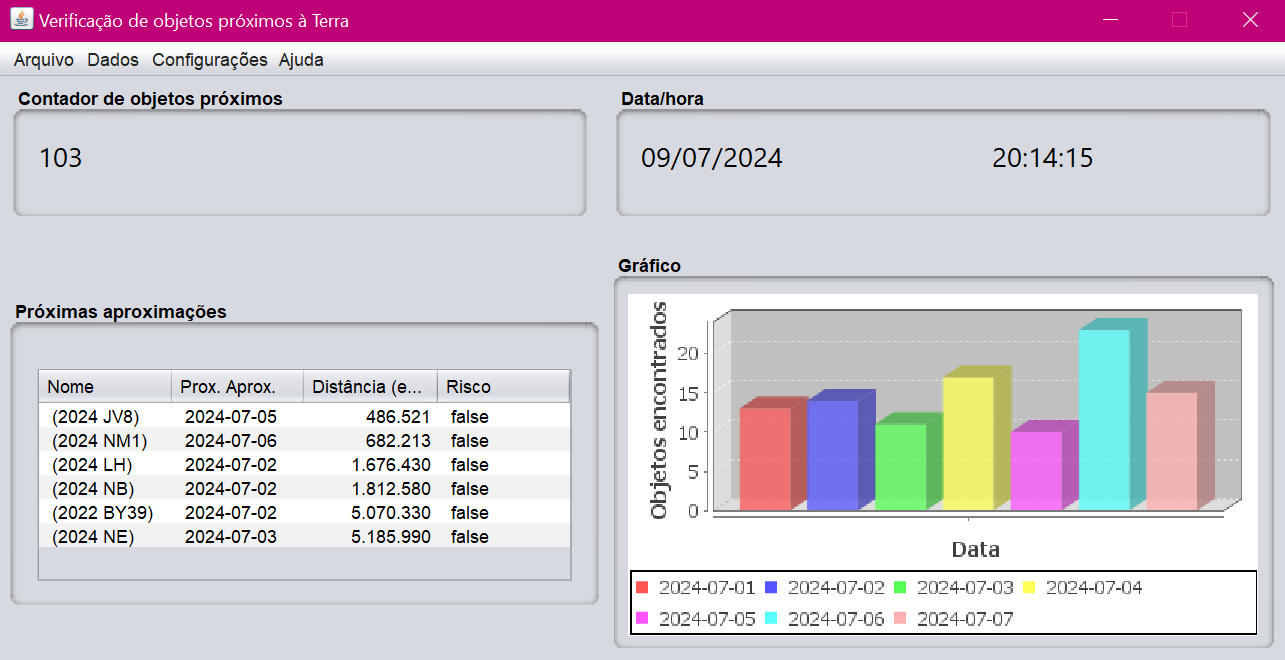 Verificação de objetos próximos à Terra
Arquivo Dados Configurações Ajuda
Contador de objetos próximos
103
Data/hora
09/07/2024 20:14:15
Próximas aproximações
Nome Prox. Aprox. Distância (e... Risco
(2024 JV8) 2024-07-05 486.521 false
(2024 NM1) 2024-07-06 682.213 false
(2024 LH) 2024-07-02 1.676.430 false
(2024 NB) 2024-07-02 1.812.580 false
(2022 BY39) 2024-07-02 5.070.330 false
(2024 NE) 2024-07-03 5.185.990 false
Gráfico
Objetos encontrados
20
15
10
5
0
Data
2024-07-01 2024-07-02 2024-07-03 2024-07-04
2024-07-05 2024-07-06 2024-07-07